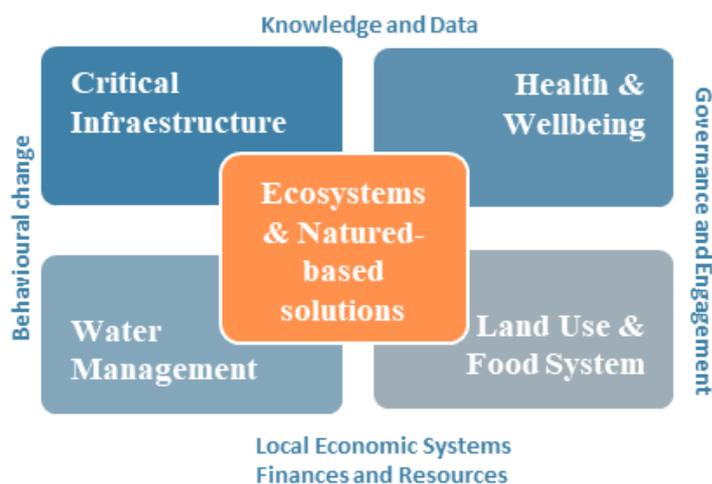 Knowledge and Data
Critical
Infraestructure
Health &
Wellbeing
Behavioural change
Governance and Engagement
Ecosystems
& Natured-
based
solutions
Water
Management
Land Use &
Food System
Local Economic Systems
Finances and Resources